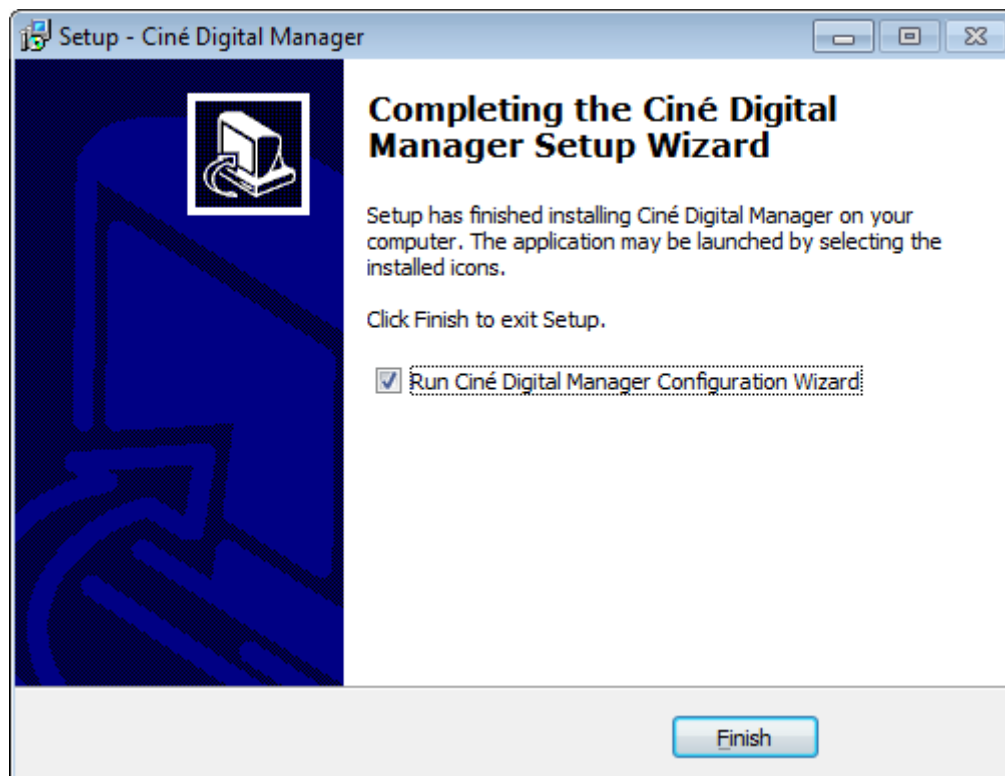 Setup - Ciné Digital Manager
Completing the Ciné Digital
Manager Setup Wizard
Setup has finished installing Ciné Digital Manager on your
computer. The application may be launched by selecting the
installed icons.
Click Finish to exit Setup.
Run Ciné Digital Manager Configuration Wizard
Finish